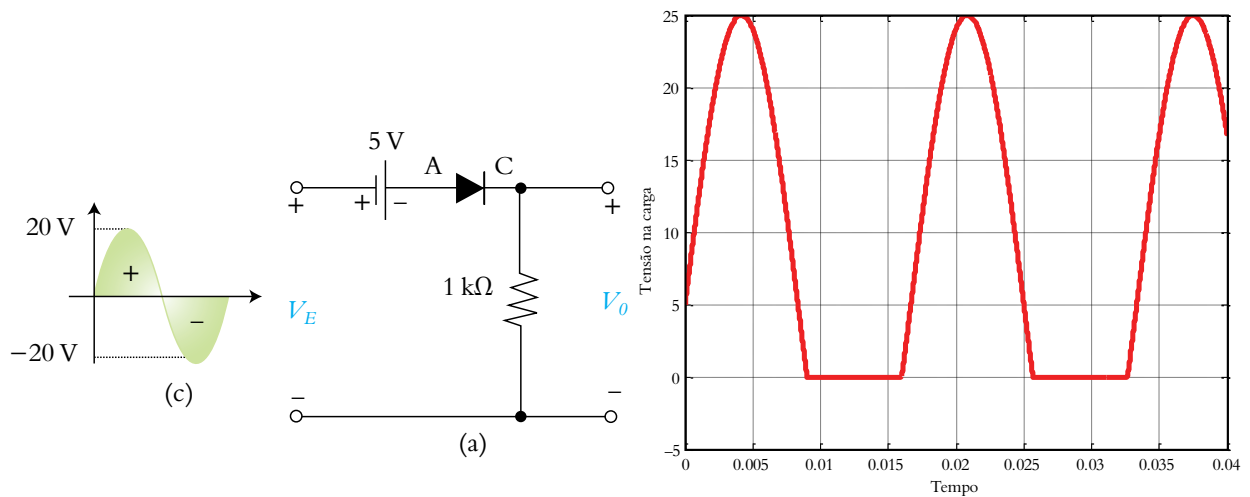 20 V
+
−
−20 V
(c)
5 V
+
−
A
C
+
+
1 kΩ
V_E
V_0
−
−
(a)
Tensão na carga
25
20
15
10
5
0
−5
0
0.005
0.01
0.015
0.02
0.025
0.03
0.035
0.04
Tempo